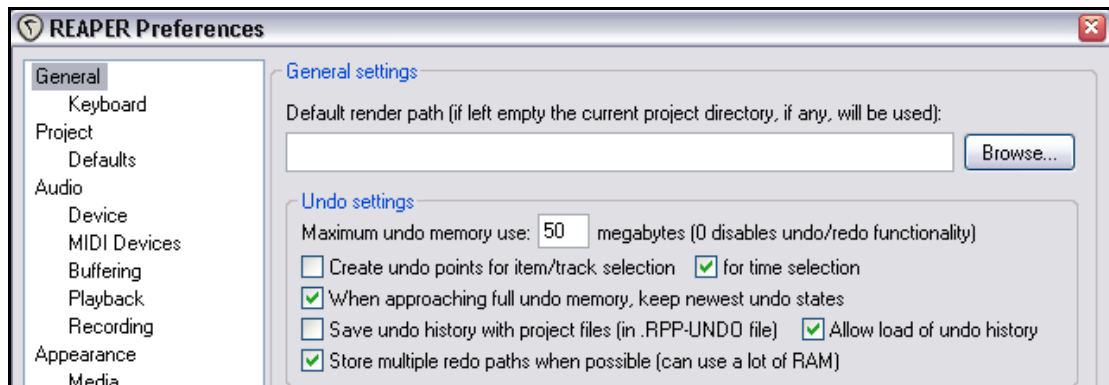 REAPER Preferences
General
Keyboard
Project
Defaults
Audio
Device
MIDI Devices
Buffering
Playback
Recording
Appearance
Media
General settings
Default render path (if left empty the current project directory, if any, will be used):
Browse...
Undo settings
Maximum undo memory use: 50 megabytes (0 disables undo/redo functionality)
Create undo points for item/track selection for time selection
When approaching full undo memory, keep newest undo states
Save undo history with project files (in .RPP-UNDO file) Allow load of undo history
Store multiple redo paths when possible (can use a lot of RAM)